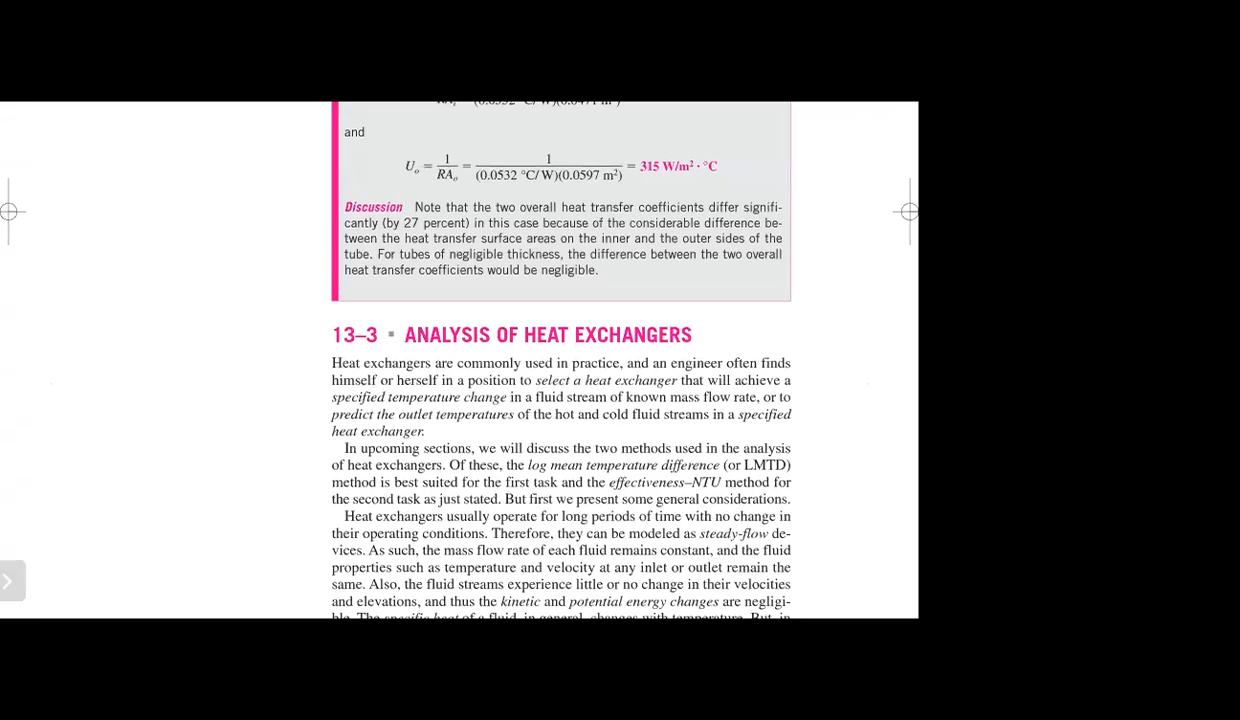 and
U_o = 1/RA_o = 1/(0.0532 °C/W)(0.0597 m²) = 315 W/m² · °C
Discussion Note that the two overall heat transfer coefficients differ signifi-
cantly (by 27 percent) in this case because of the considerable difference be-
tween the heat transfer surface areas on the inner and the outer sides of the
tube. For tubes of negligible thickness, the difference between the two overall
heat transfer coefficients would be negligible.
13–3 ▪ ANALYSIS OF HEAT EXCHANGERS
Heat exchangers are commonly used in practice, and an engineer often finds
himself or herself in a position to select a heat exchanger that will achieve a
specified temperature change in a fluid stream of known mass flow rate, or to
predict the outlet temperatures of the hot and cold fluid streams in a specified
heat exchanger.
In upcoming sections, we will discuss the two methods used in the analysis
of heat exchangers. Of these, the log mean temperature difference (or LMTD)
method is best suited for the first task and the effectiveness–NTU method for
the second task as just stated. But first we present some general considerations.
Heat exchangers usually operate for long periods of time with no change in
their operating conditions. Therefore, they can be modeled as steady-flow de-
vices. As such, the mass flow rate of each fluid remains constant, and the fluid
properties such as temperature and velocity at any inlet or outlet remain the
same. Also, the fluid streams experience little or no change in their velocities
and elevations, and thus the kinetic and potential energy changes are negligi-
ble. The specific heat of a fluid, in general, changes with temperature. But, in